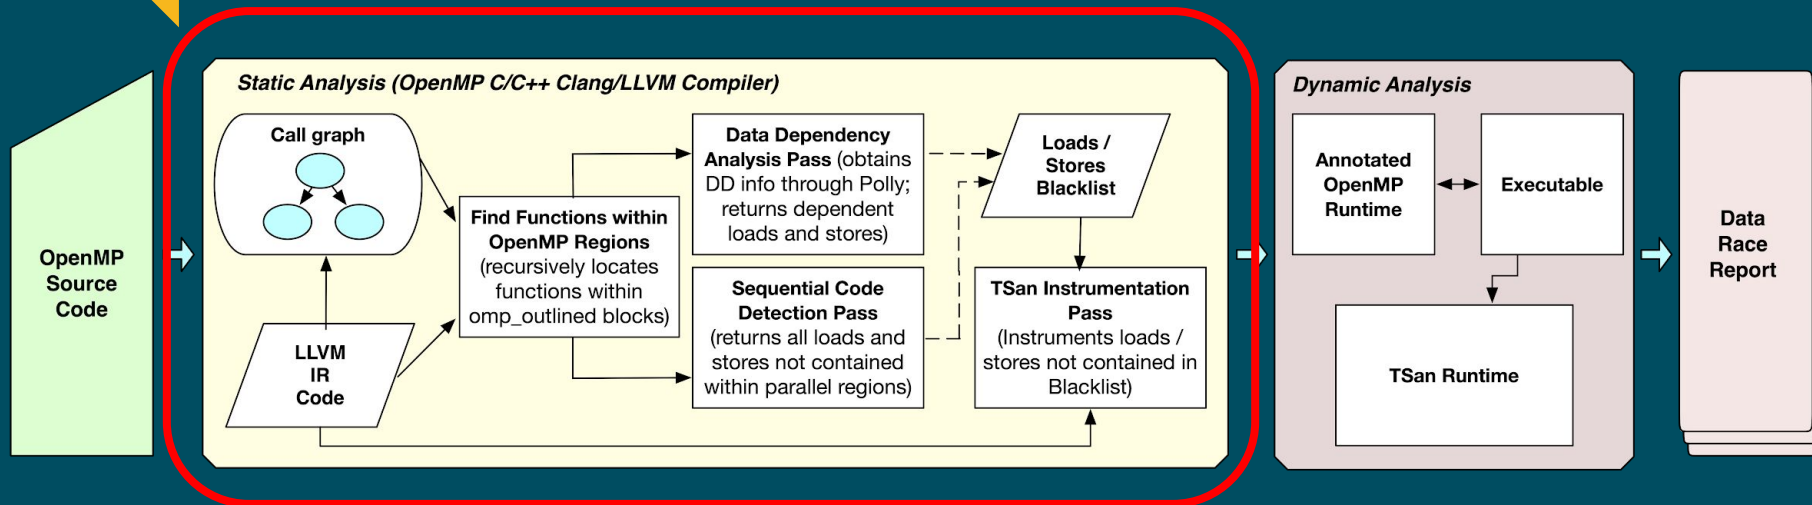 OpenMP
Source
Code
Static Analysis (OpenMP C/C++ Clang/LLVM Compiler)
Call graph
LLVM
IR
Code
Find Functions within
OpenMP Regions
(recursively locates
functions within
omp_outlined blocks)
Data Dependency
Analysis Pass (obtains
DD info through Polly;
returns dependent
loads and stores)
Sequential Code
Detection Pass
(returns all loads and
stores not contained
within parallel regions)
Loads /
Stores
Blacklist
TSan Instrumentation
Pass
(Instruments loads /
stores not contained in
Blacklist)
Dynamic Analysis
Annotated
OpenMP
Runtime
Executable
TSan Runtime
Data
Race
Report